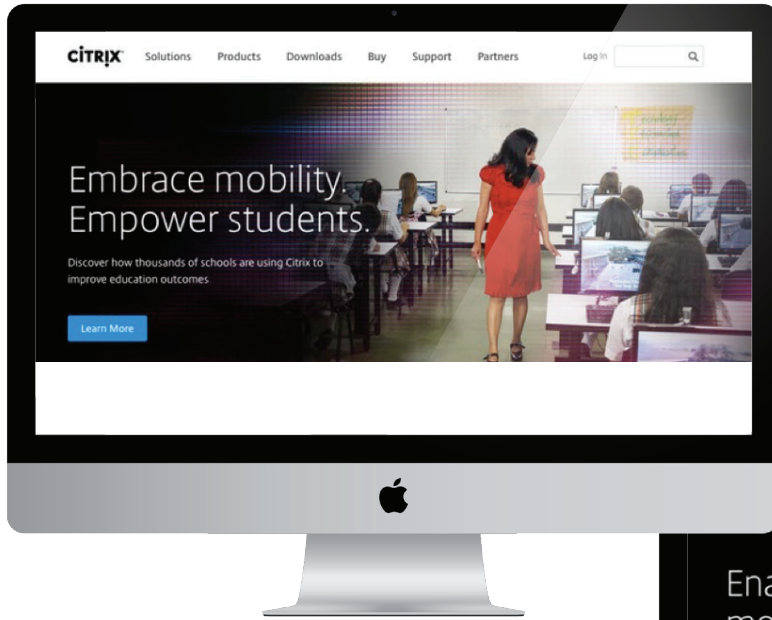 CITRIX
Solutions Products Downloads Buy Support Partners
Log In
Embrace mobility.
Empower students.
Discover how thousands of schools are using Citrix to
improve education outcomes
Learn More